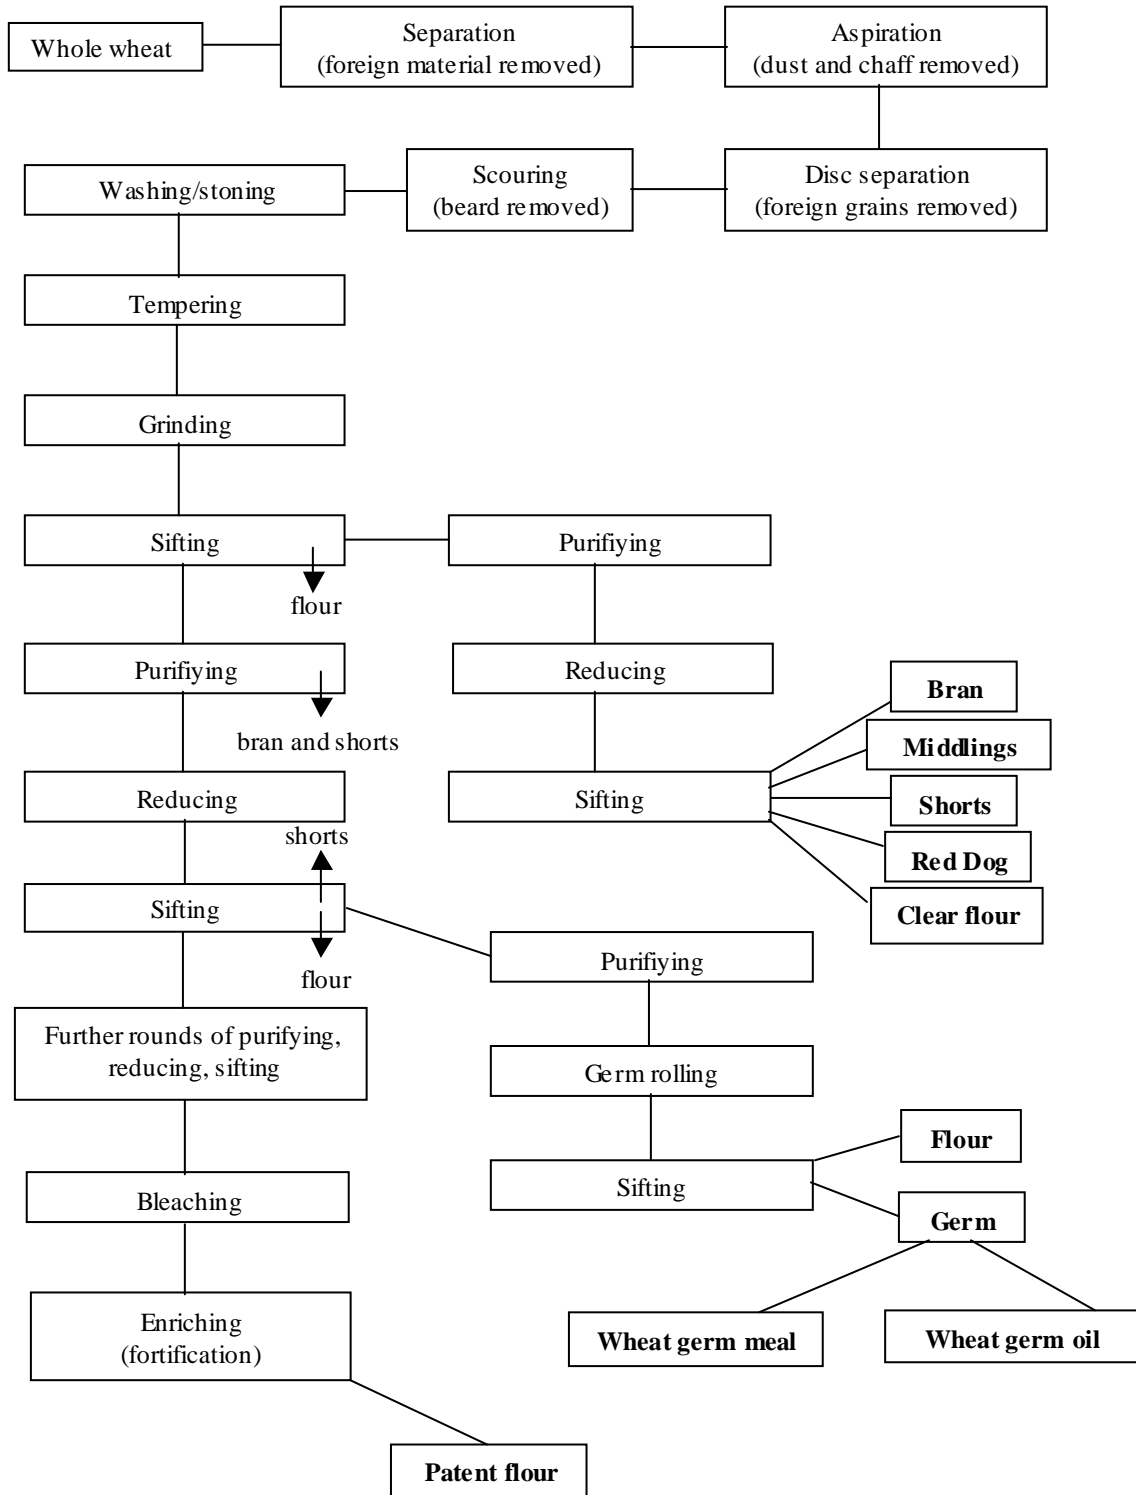 Whole wheat
Separation
(foreign material removed)
Aspiration
(dust and chaff removed)
Washing/stoning
Scouring
(beard removed)
Disc separation
(foreign grains removed)
Tempering
Grinding
Sifting
flour
Purifiying
Purifiying
bran and shorts
Reducing
Reducing
shorts
Sifting
Bran
Middlings
Shorts
Red Dog
Clear flour
Sifting
flour
Purifiying
Further rounds of purifying,
reducing, sifting
Germ rolling
Sifting
Flour
Germ
Wheat germ meal
Wheat germ oil
Bleaching
Enriching
(fortification)
Patent flour